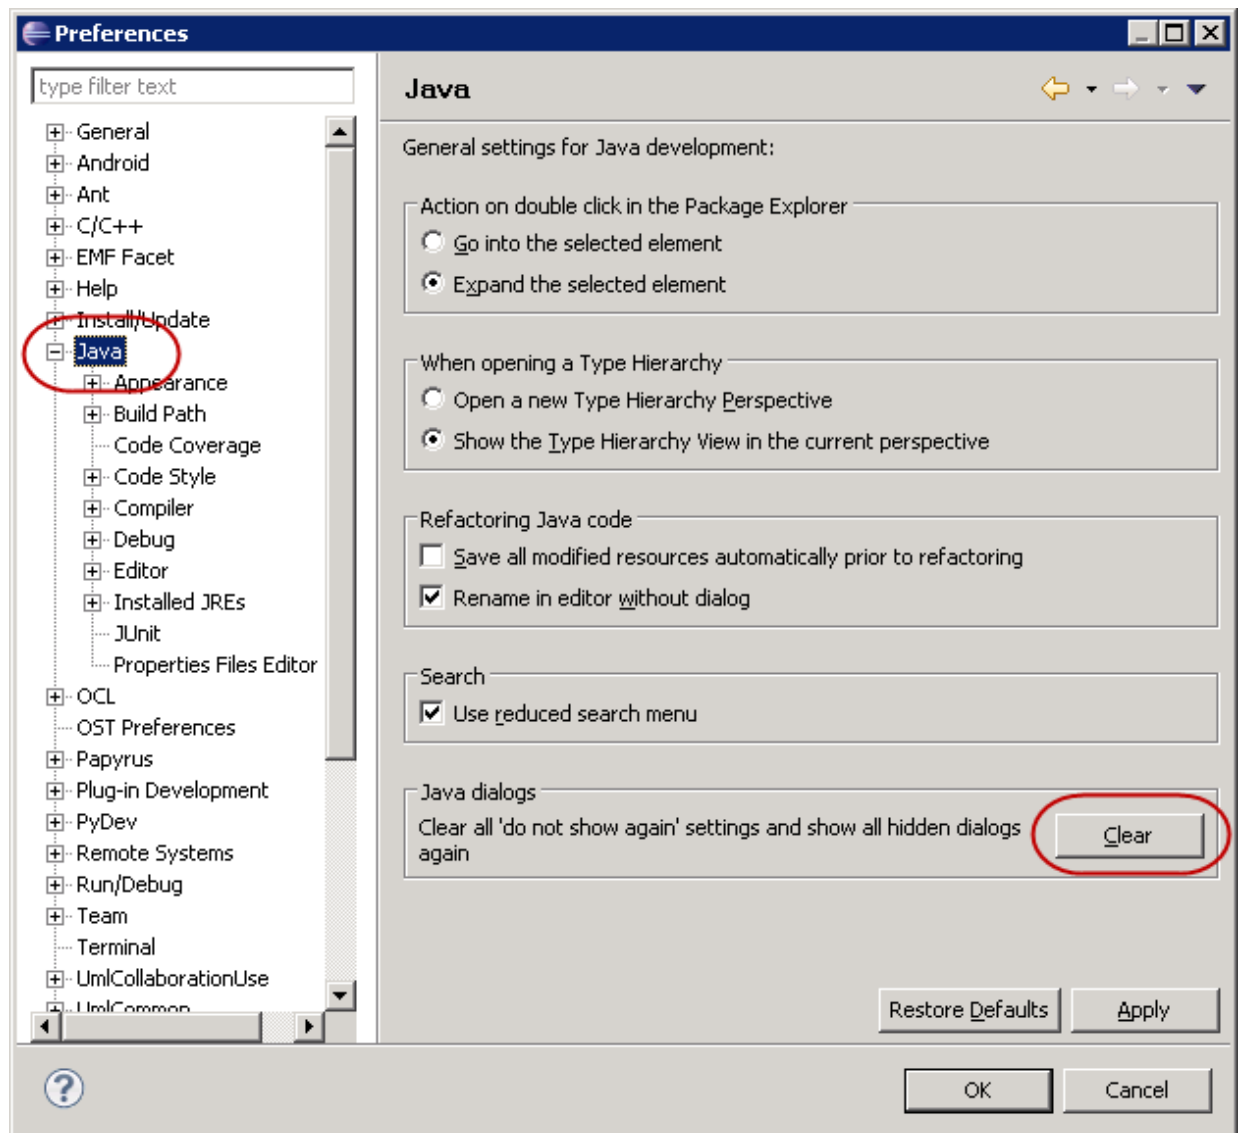 Preferences
type filter text
General
Android
Ant
C/C++
EMF Facet
Help
Install/Update
Java
Appearance
Build Path
Code Coverage
Code Style
Compiler
Debug
Editor
Installed JREs
JUnit
Properties Files Editor
OCL
OST Preferences
Papyrus
Plug-in Development
PyDev
Remote Systems
Run/Debug
Team
Terminal
UmlCollaborationUse
UmlCommon
Java
General settings for Java development:
Action on double click in the Package Explorer
Go into the selected element
Expand the selected element
When opening a Type Hierarchy
Open a new Type Hierarchy Perspective
Show the Type Hierarchy View in the current perspective
Refactoring Java code
Save all modified resources automatically prior to refactoring
Rename in editor without dialog
Search
Use reduced search menu
Java dialogs
Clear all 'do not show again' settings and show all hidden dialogs
again
Clear
Restore Defaults
Apply
?
OK
Cancel